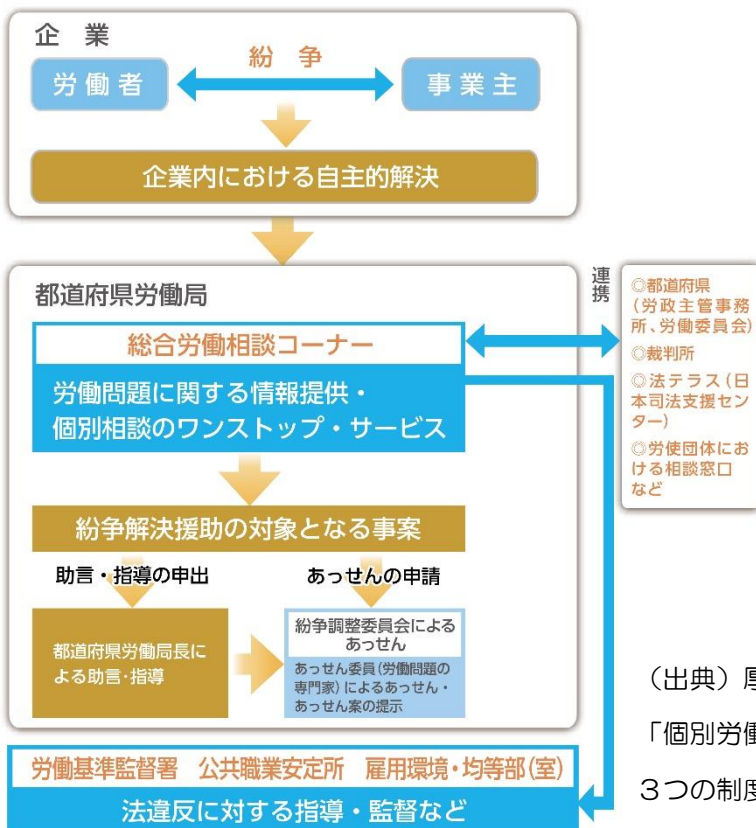 企 業
紛 争
労働者
事業主
企業内における自主的解決
都道府県労働局
総合労働相談コーナー
労働問題に関する情報提供・
個別相談のワンストップ・サービス
連携
◎都道府県
(労政主管事務
所、労働委員会)
◎裁判所
◎法テラス(日
本司法支援セン
ター)
◎労使団体にお
ける相談窓口
など
紛争解決援助の対象となる事案
助言・指導の申出
あっせんの申請
都道府県労働局長に
よる助言・指導
紛争調整委員会による
あっせん
あっせん委員(労働問題の
専門家)によるあっせん・
あっせん案の提示
労働基準監督署 公共職業安定所 雇用環境・均等部(室)
法違反に対する指導・監督など
（出典）厚
「個別労働
３つの制度